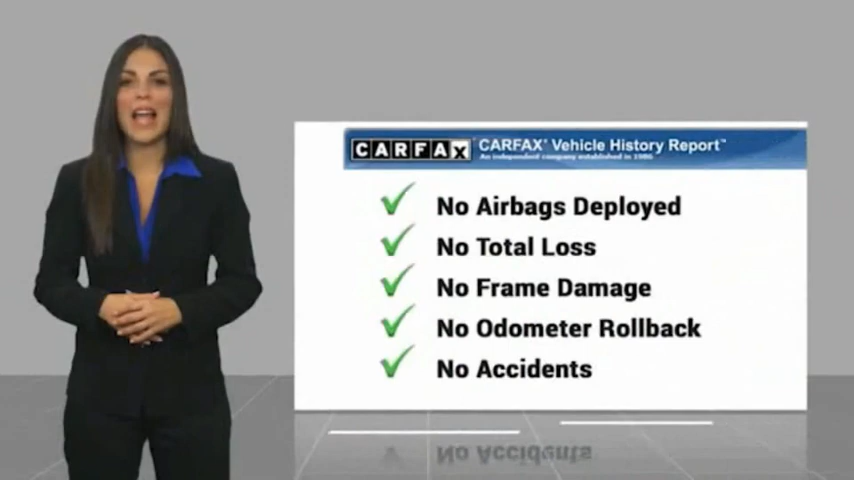 CARFAX CARFAX® Vehicle History Report™
An independent company established in 1986
No Airbags Deployed
No Total Loss
No Frame Damage
No Odometer Rollback
No Accidents
No Accidents